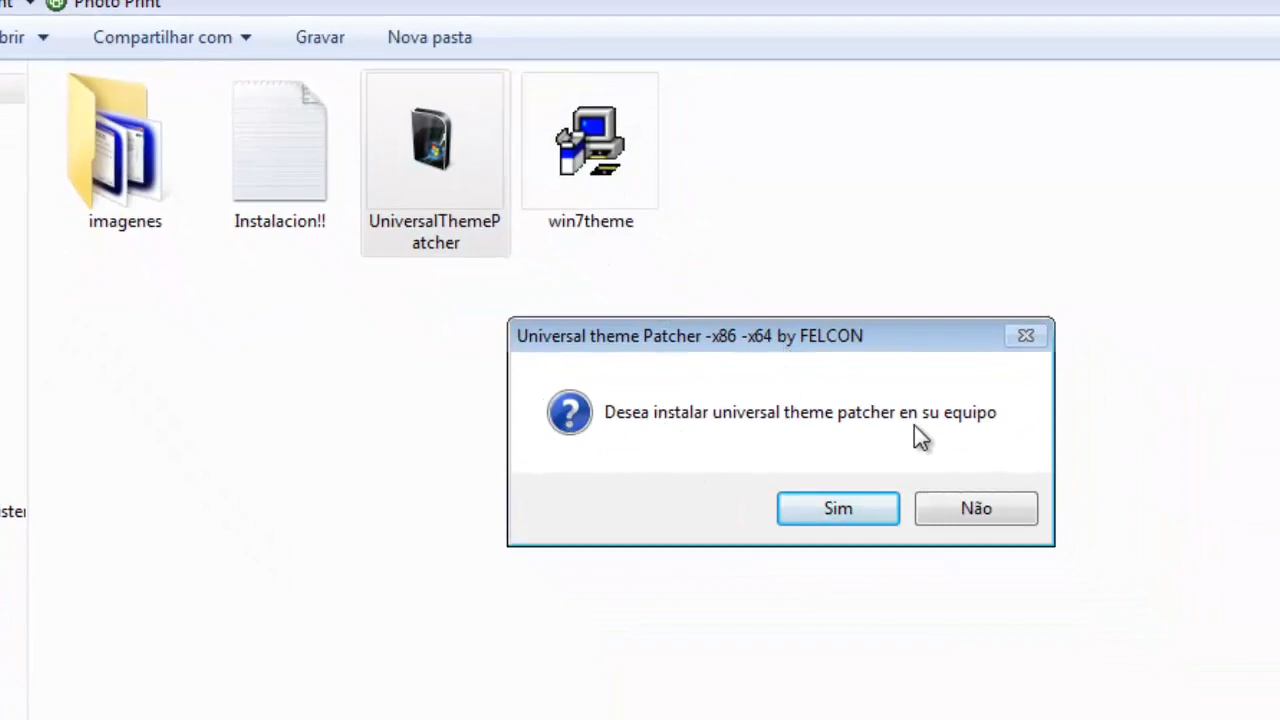 Photo Print
brir Compartilhar com Gravar Nova pasta
imagenes Instalacion!! UniversalThemeP
atcher win7theme
Universal theme Patcher -x86 -x64 by FELCON
Desea instalar universal theme patcher en su equipo
Sim Não